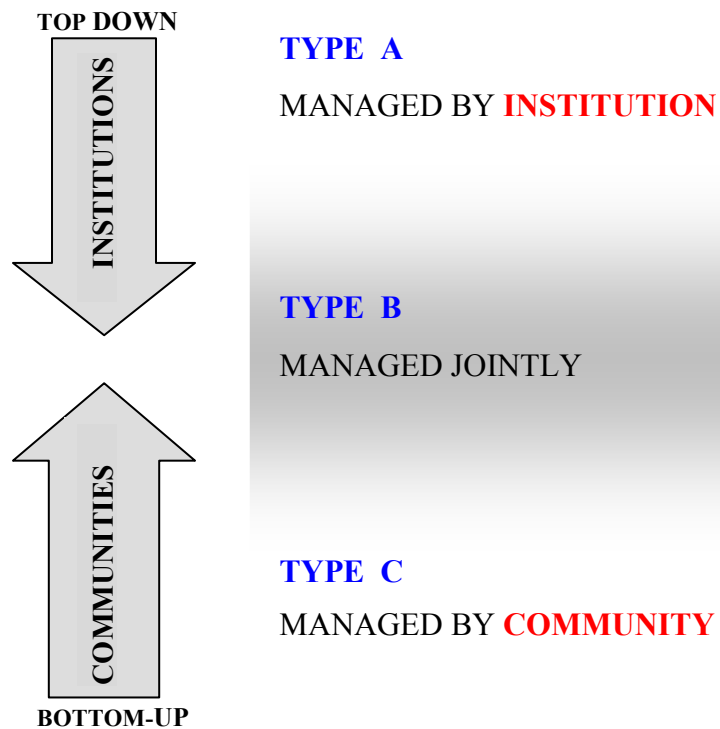 TOP DOWN
INSTITUTIONS
TYPE A
MANAGED BY INSTITUTION
TYPE B
MANAGED JOINTLY
COMMUNITIES
TYPE C
MANAGED BY COMMUNITY
BOTTOM-UP